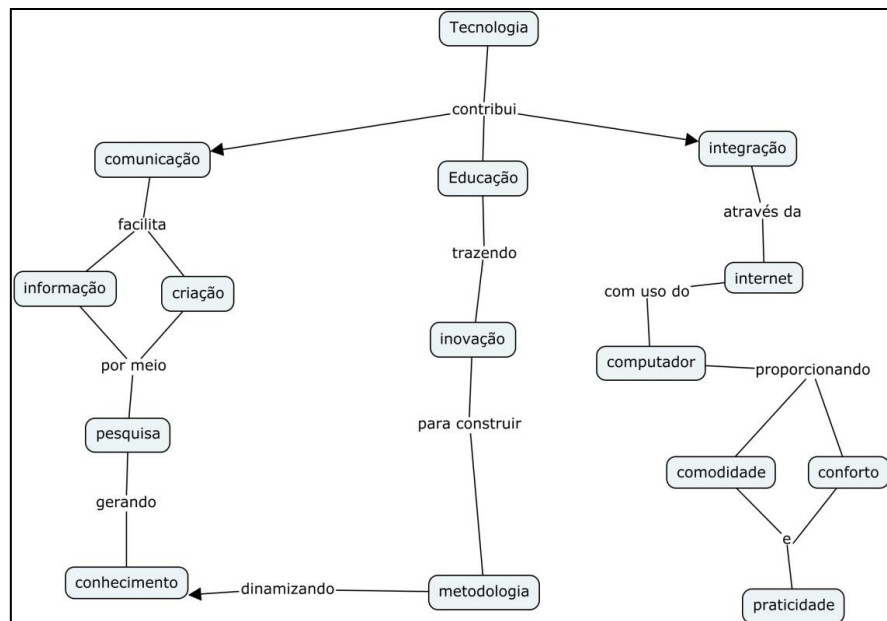 Tecnologia
contribui
comunicação
Educação
integração
facilita
através da
trazendo
informação
criação
internet
com uso do
inovação
computador
por meio
proporcionando
para construir
pesquisa
comodidade
conforto
gerando
e
conhecimento
dinamizando
metodologia
praticidade